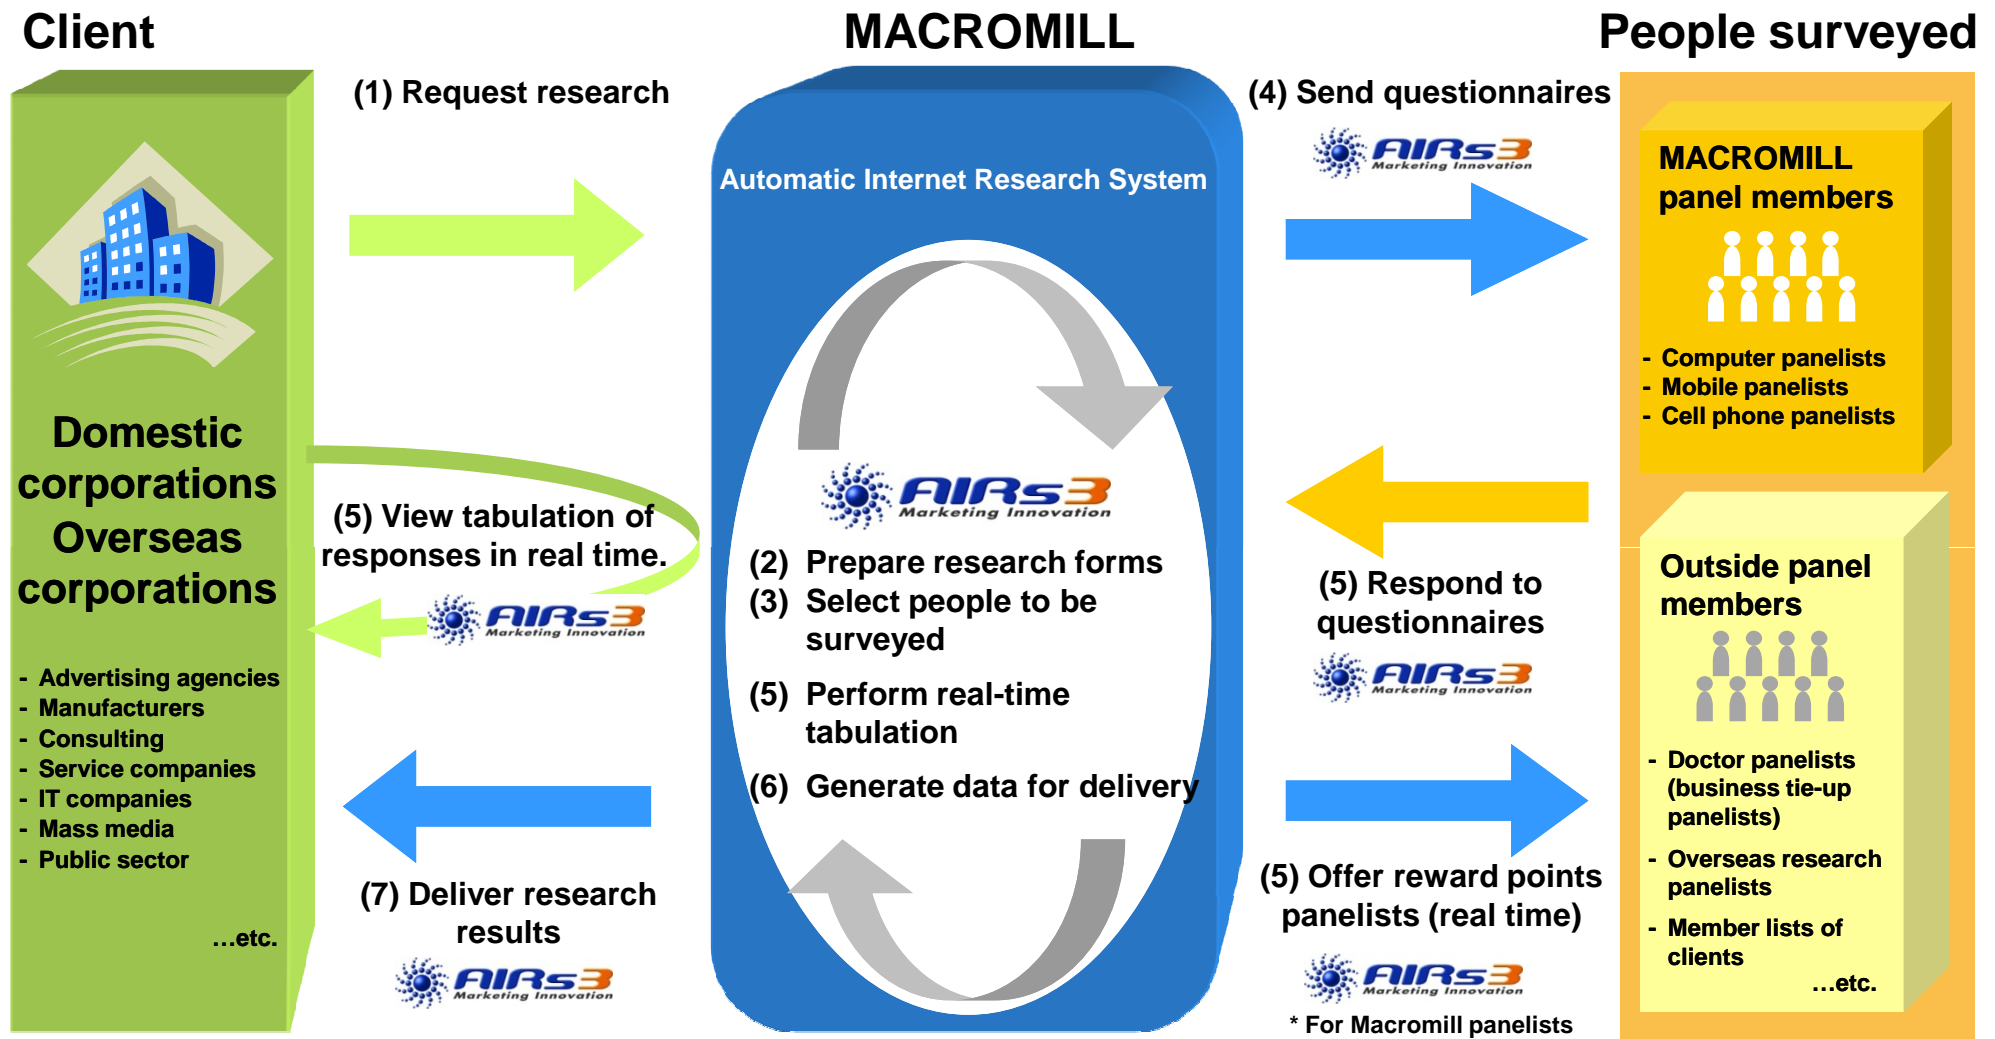 Client
MACROMILL
People surveyed
(1) Request research
(4) Send questionnaires
AIRs3
Marketing Innovation
Automatic Internet Research System
MACROMILL
panel members
- Computer panelists
- Mobile panelists
- Cell phone panelists
Domestic
corporations
Overseas
corporations
(5) View tabulation of
responses in real time.
AIRs3
Marketing Innovation
- Advertising agencies
- Manufacturers
- Consulting
- Service companies
- IT companies
- Mass media
- Public sector
...etc.
AIRs3
Marketing Innovation
(2) Prepare research forms
(3) Select people to be
surveyed
(5) Perform real-time
tabulation
(6) Generate data for delivery
(5) Respond to
questionnaires
AIRs3
Marketing Innovation
Outside panel
members
- Doctor panelists
(business tie-up
panelists)
- Overseas research
panelists
- Member lists of
clients
...etc.
(7) Deliver research
results
AIRs3
Marketing Innovation
(5) Offer reward points
panelists (real time)
AIRs3
Marketing Innovation
* For Macromill panelists